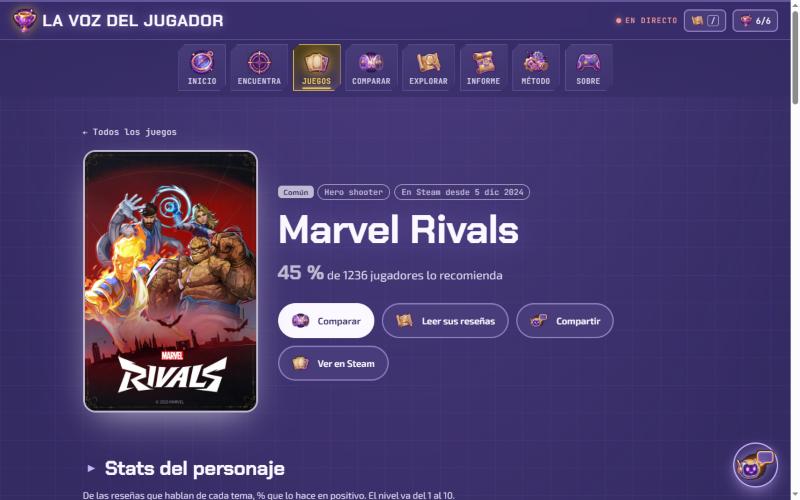 LA VOZ DEL JUGADOR
EN DIRECTO
/
6/6
INICIO
ENCUENTRA
JUEGOS
COMPARAR
EXPLORAR
INFORME
MÉTODO
SOBRE
← Todos los juegos
MARVEL
RIVALS
© 2025 MARVEL
Común
Hero shooter
En Steam desde 5 dic 2024
Marvel Rivals
45 % de 1236 jugadores lo recomienda
Comparar
Leer sus reseñas
Compartir
Ver en Steam
► Stats del personaje
De las reseñas que hablan de cada tema, % que lo hace en positivo. El nivel va del 1 al 10.